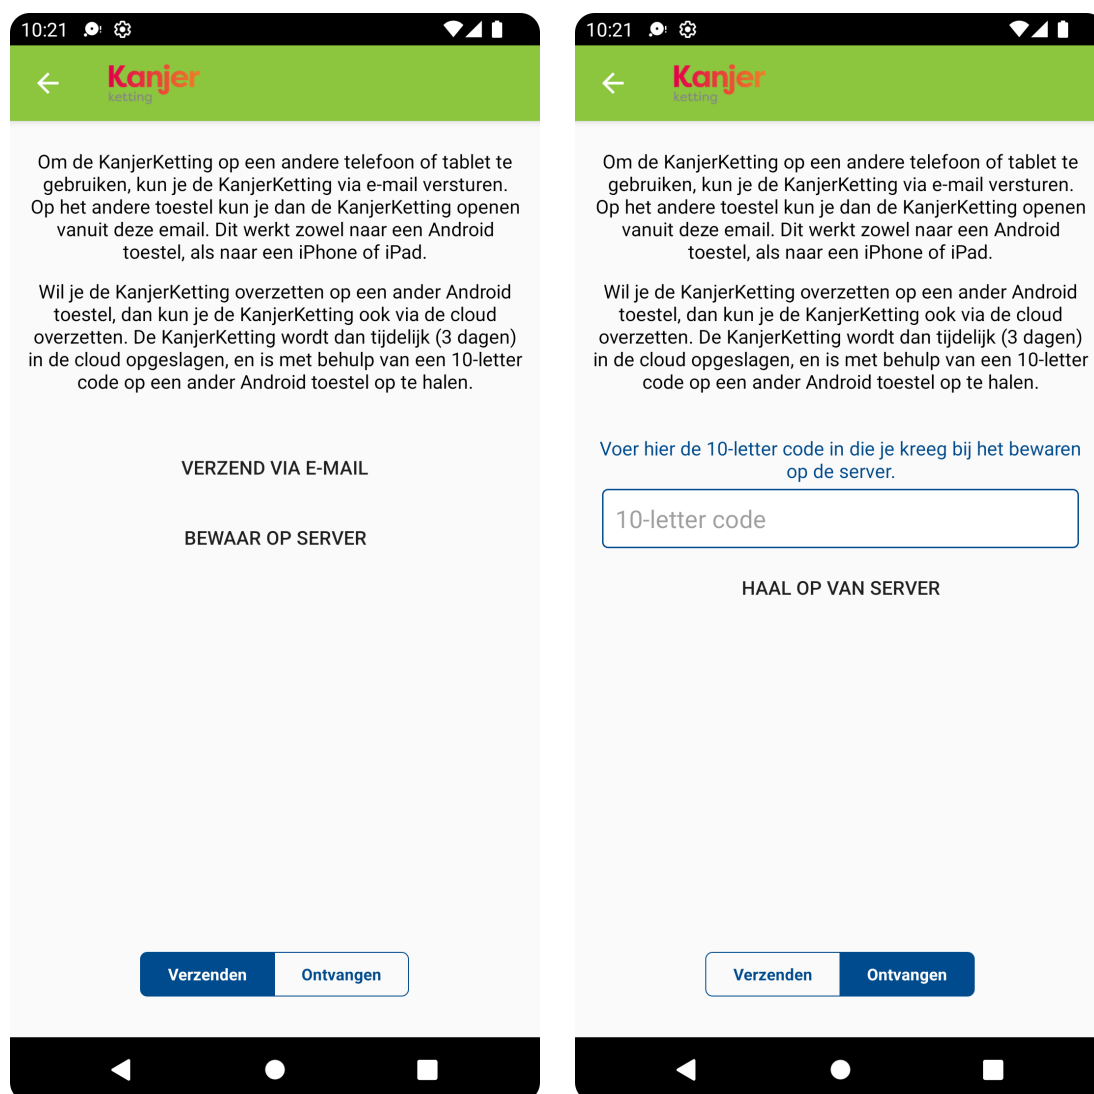 10:21
Kanjer
ketting
Om de KanjerKetting op een andere telefoon of tablet te
gebruiken, kun je de KanjerKetting via e-mail versturen.
Op het andere toestel kun je dan de KanjerKetting openen
vanuit deze email. Dit werkt zowel naar een Android
toestel, als naar een iPhone of iPad.
Wil je de KanjerKetting overzetten op een ander Android
toestel, dan kun je de KanjerKetting ook via de cloud
overzetten. De KanjerKetting wordt dan tijdelijk (3 dagen)
in de cloud opgeslagen, en is met behulp van een 10-letter
code op een ander Android toestel op te halen.
VERZEND VIA E-MAIL
BEWAAR OP SERVER
Verzenden
Ontvangen
10:21
Kanjer
ketting
Om de KanjerKetting op een andere telefoon of tablet te
gebruiken, kun je de KanjerKetting via e-mail versturen.
Op het andere toestel kun je dan de KanjerKetting openen
vanuit deze email. Dit werkt zowel naar een Android
toestel, als naar een iPhone of iPad.
Wil je de KanjerKetting overzetten op een ander Android
toestel, dan kun je de KanjerKetting ook via de cloud
overzetten. De KanjerKetting wordt dan tijdelijk (3 dagen)
in de cloud opgeslagen, en is met behulp van een 10-letter
code op een ander Android toestel op te halen.
Voer hier de 10-letter code in die je kreeg bij het bewaren
op de server.
10-letter code
HAAL OP VAN SERVER
Verzenden
Ontvangen